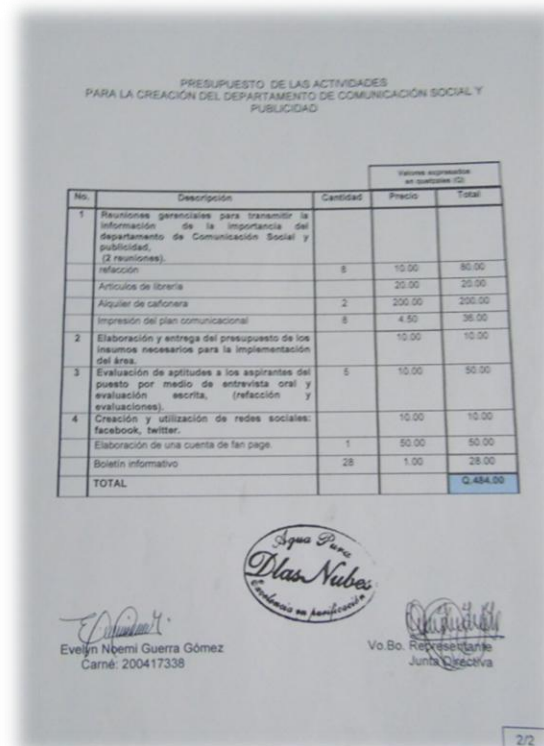 PRESUPUESTO DE LAS ACTIVIDADES
PARA LA CREACIÓN DEL DEPARTAMENTO DE COMUNICACIÓN SOCIAL Y
PUBLICIDAD
Valores expresados
en quetzales (Q)
No. Descripción Cantidad Precio Total
1 Reuniones gerenciales para transmitir la
información de la importancia del
departamento de Comunicación Social y
publicidad,
(2 reuniones).
refacción 8 10.00 80.00
Artículos de librería 20.00 20.00
Alquiler de cañonera 2 200.00 200.00
Impresión del plan comunicacional 8 4.50 36.00
2 Elaboración y entrega del presupuesto de los 10.00 10.00
insumos necesarios para la implementación
del área.
3 Evaluación de aptitudes a los aspirantes del 5 10.00 50.00
puesto por medio de entrevista oral y
evaluación escrita, (refacción y
evaluaciones).
4 Creación y utilización de redes sociales: 10.00 10.00
facebook, twitter.
Elaboración de una cuenta de fan page. 1 50.00 50.00
Boletín informativo 28 1.00 28.00
TOTAL Q.484.00
Agua Pura
Dlas Nubes
Excelencia en purificación
Evelyn Noemi Guerra Gómez
Carné: 200417338
Vo.Bo. Representante
Junta Directiva
2/2